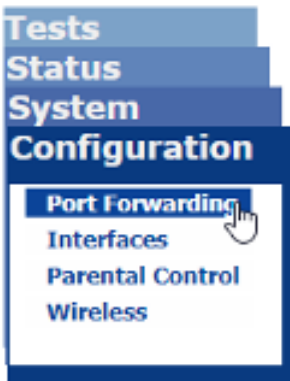 Tests
Status
System
Configuration
Port Forwarding
Interfaces
Parental Control
Wireless